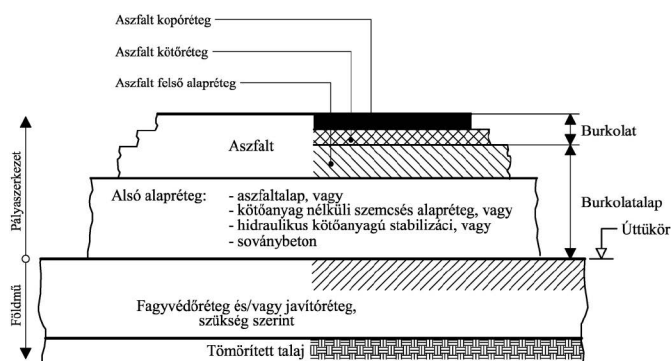 Aszfalt kopóréteg
Aszfalt kötőréteg
Aszfalt felső alapréteg
Aszfalt
Burkolat
Pályaszerkezet
Alsó alapréteg: - aszfaltalap, vagy
- kötőanyag nélküli szemcsés alapréteg, vagy
- hidraulikus kötőanyagú stabilizáci, vagy
- soványbeton
Burkolatalap
Úttükör
Földmű
Fagyvédőréteg és/vagy javítóréteg,
szükség szerint
Tömörített talaj